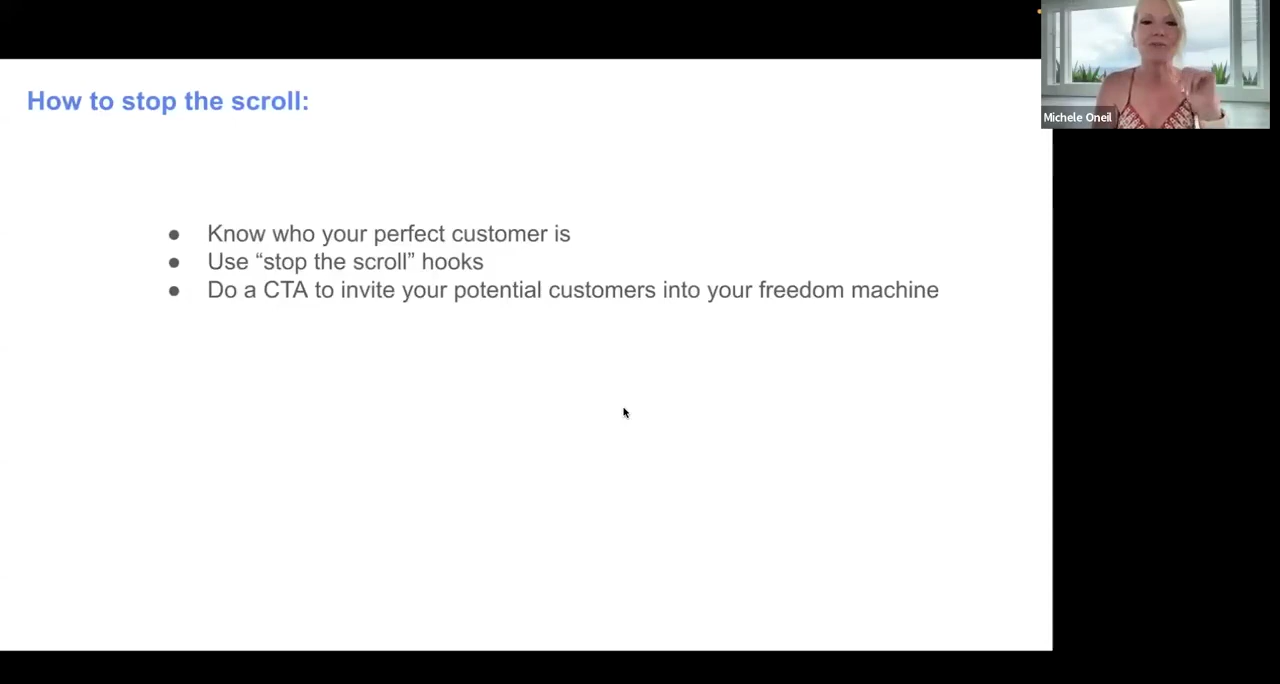 How to stop the scroll:
Michele Oneil
● Know who your perfect customer is
● Use “stop the scroll” hooks
● Do a CTA to invite your potential customers into your freedom machine